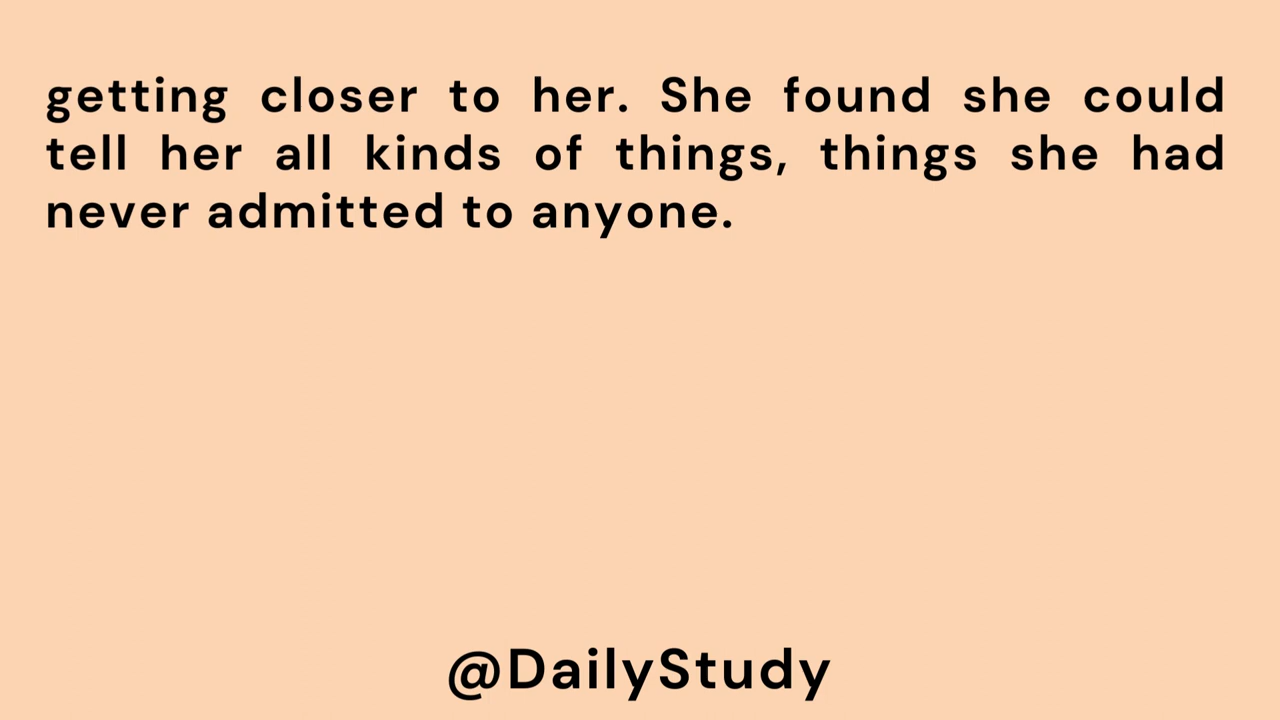 getting closer to her. She found she could
tell her all kinds of things, things she had
never admitted to anyone.
@DailyStudy